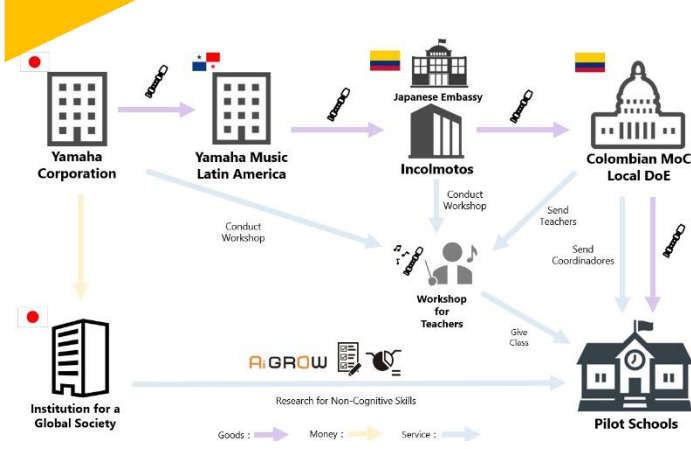 Japanese Embassy
Yamaha
Corporation
Yamaha Music
Latin America
Incolmotos
Colombian MoC
Local DoE
Conduct
Workshop
Conduct
Workshop
Send
Teachers
Send
Coordinadores
Workshop
for
Teachers
Give
Class
AiGROW
Institution for a
Global Society
Research for Non-Cognitive Skills
Pilot Schools
Goods :
Money :
Service :